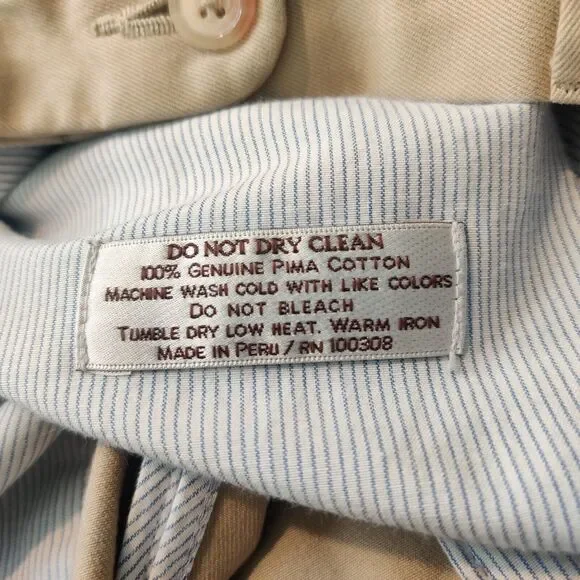 DO NOT DRY CLEAN
100% GENUINE PIMA COTTON
MACHINE WASH COLD WITH LIKE COLORS
DO NOT BLEACH
TUMBLE DRY LOW HEAT. WARM IRON
MADE IN PERU / RN 100308